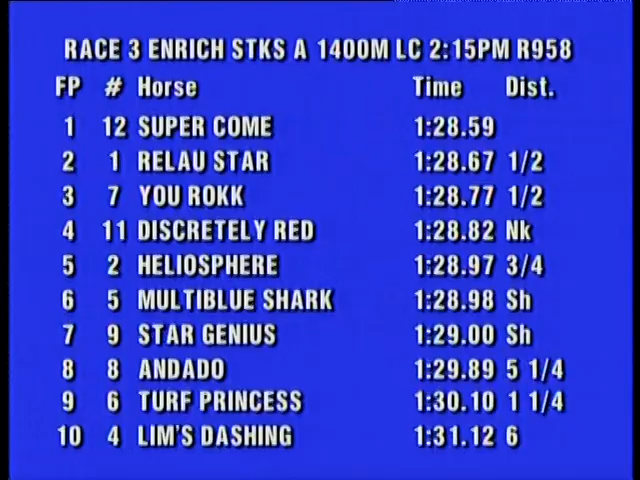 RACE 3 ENRICH STKS A 1400M LC 2:15PM R958
FP # Horse Time Dist.
1 12 SUPER COME 1:28.59
2 1 RELAU STAR 1:28.67 1/2
3 7 YOU ROKK 1:28.77 1/2
4 11 DISCRETELY RED 1:28.82 Nk
5 2 HELIOSPHERE 1:28.97 3/4
6 5 MULTIBLUE SHARK 1:28.98 Sh
7 9 STAR GENIUS 1:29.00 Sh
8 8 ANDADO 1:29.89 5 1/4
9 6 TURF PRINCESS 1:30.10 1 1/4
10 4 LIM'S DASHING 1:31.12 6